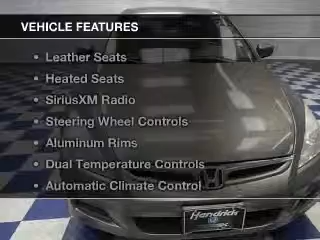 VEHICLE FEATURES
• Leather Seats
• Heated Seats
• SiriusXM Radio
• Steering Wheel Controls
• Aluminum Rims
• Dual Temperature Controls
• Automatic Climate Control
Hendrick